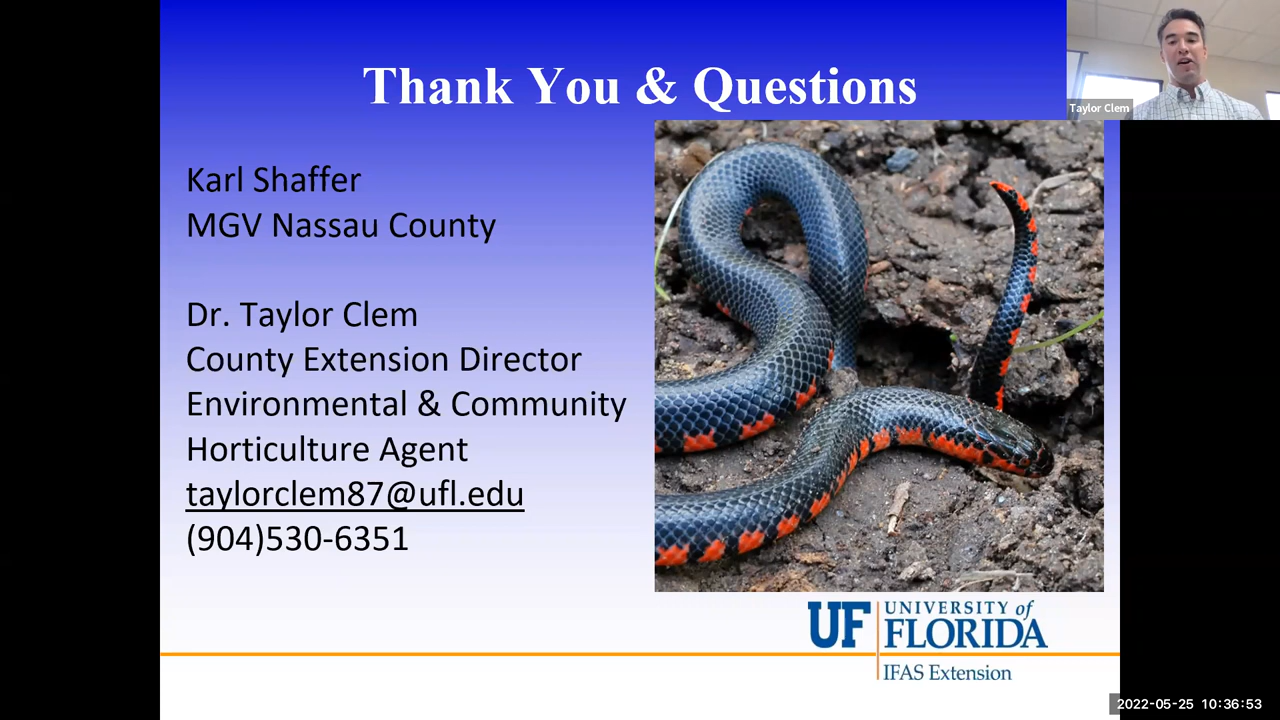 Thank You & Questions
Taylor Clem
Karl Shaffer
MGV Nassau County
Dr. Taylor Clem
County Extension Director
Environmental & Community
Horticulture Agent
taylorclem87@ufl.edu
(904)530-6351
UF UNIVERSITY of
FLORIDA
IFAS Extension
2022-05-25 10:36:53